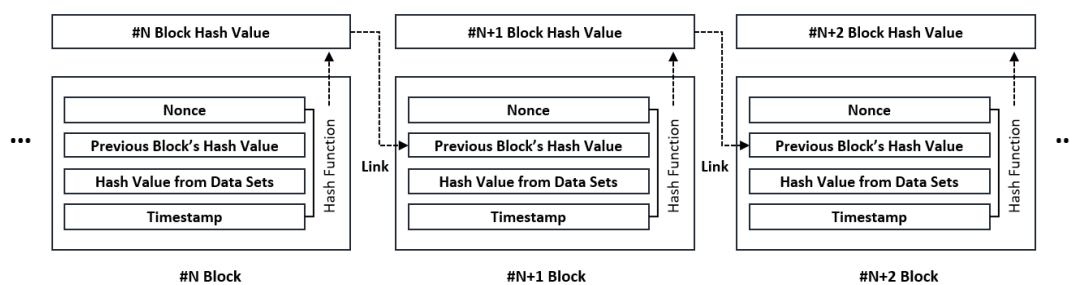 #N Block Hash Value
#N+1 Block Hash Value
#N+2 Block Hash Value
Nonce
Previous Block's Hash Value
Hash Value from Data Sets
Timestamp
Hash Function
#N Block
Link
Nonce
Previous Block's Hash Value
Hash Value from Data Sets
Timestamp
Hash Function
#N+1 Block
Link
Nonce
Previous Block's Hash Value
Hash Value from Data Sets
Timestamp
Hash Function
#N+2 Block